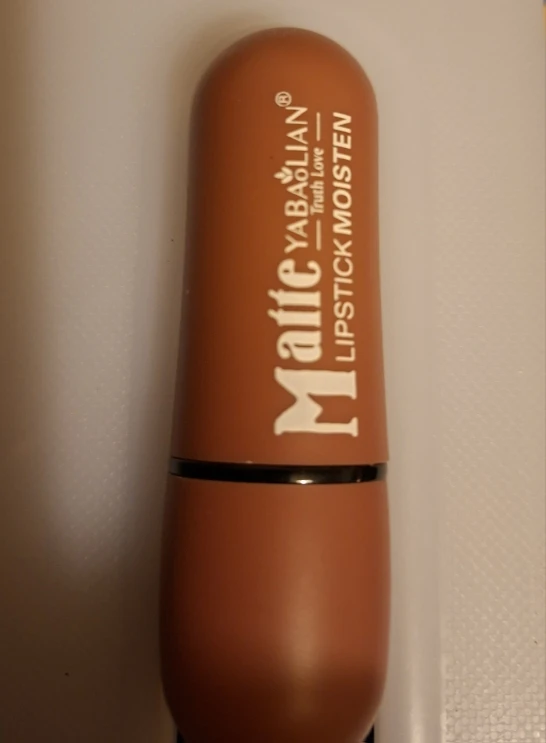 Matte YABAOLIAN®
Truth Love
LIPSTICK MOISTEN